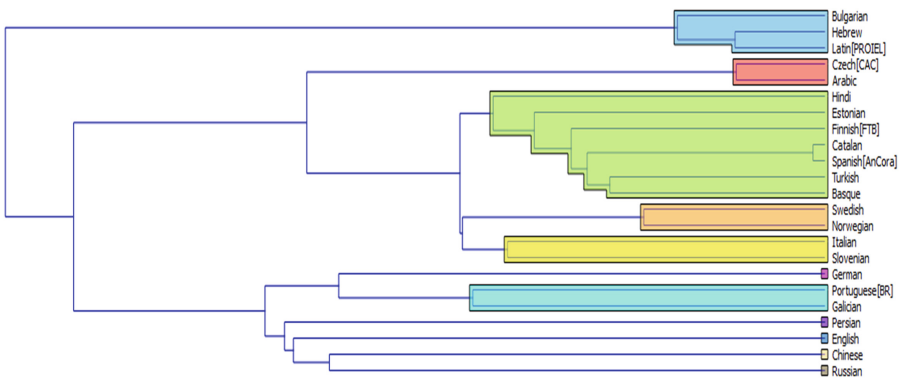 Bulgarian
Hebrew
Latin[PROIEL]
Czech[CAC]
Arabic
Hindi
Estonian
Finnish[FTB]
Catalan
Spanish[AnCora]
Turkish
Basque
Swedish
Norwegian
Italian
Slovenian
German
Portuguese[BR]
Galician
Persian
English
Chinese
Russian